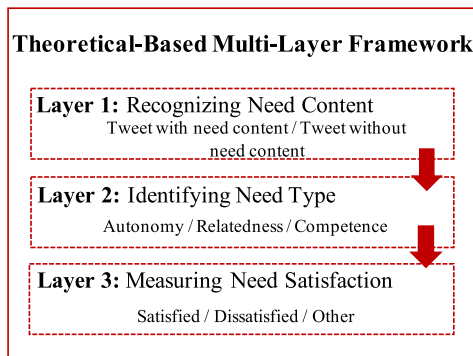 Theoretical-Based Multi-Layer Framework
Layer 1: Recognizing Need Content
Tweet with need content / Tweet without
need content
Layer 2: Identifying Need Type
Autonomy / Relatedness / Competence
Layer 3: Measuring Need Satisfaction
Satisfied / Dissatisfied / Other